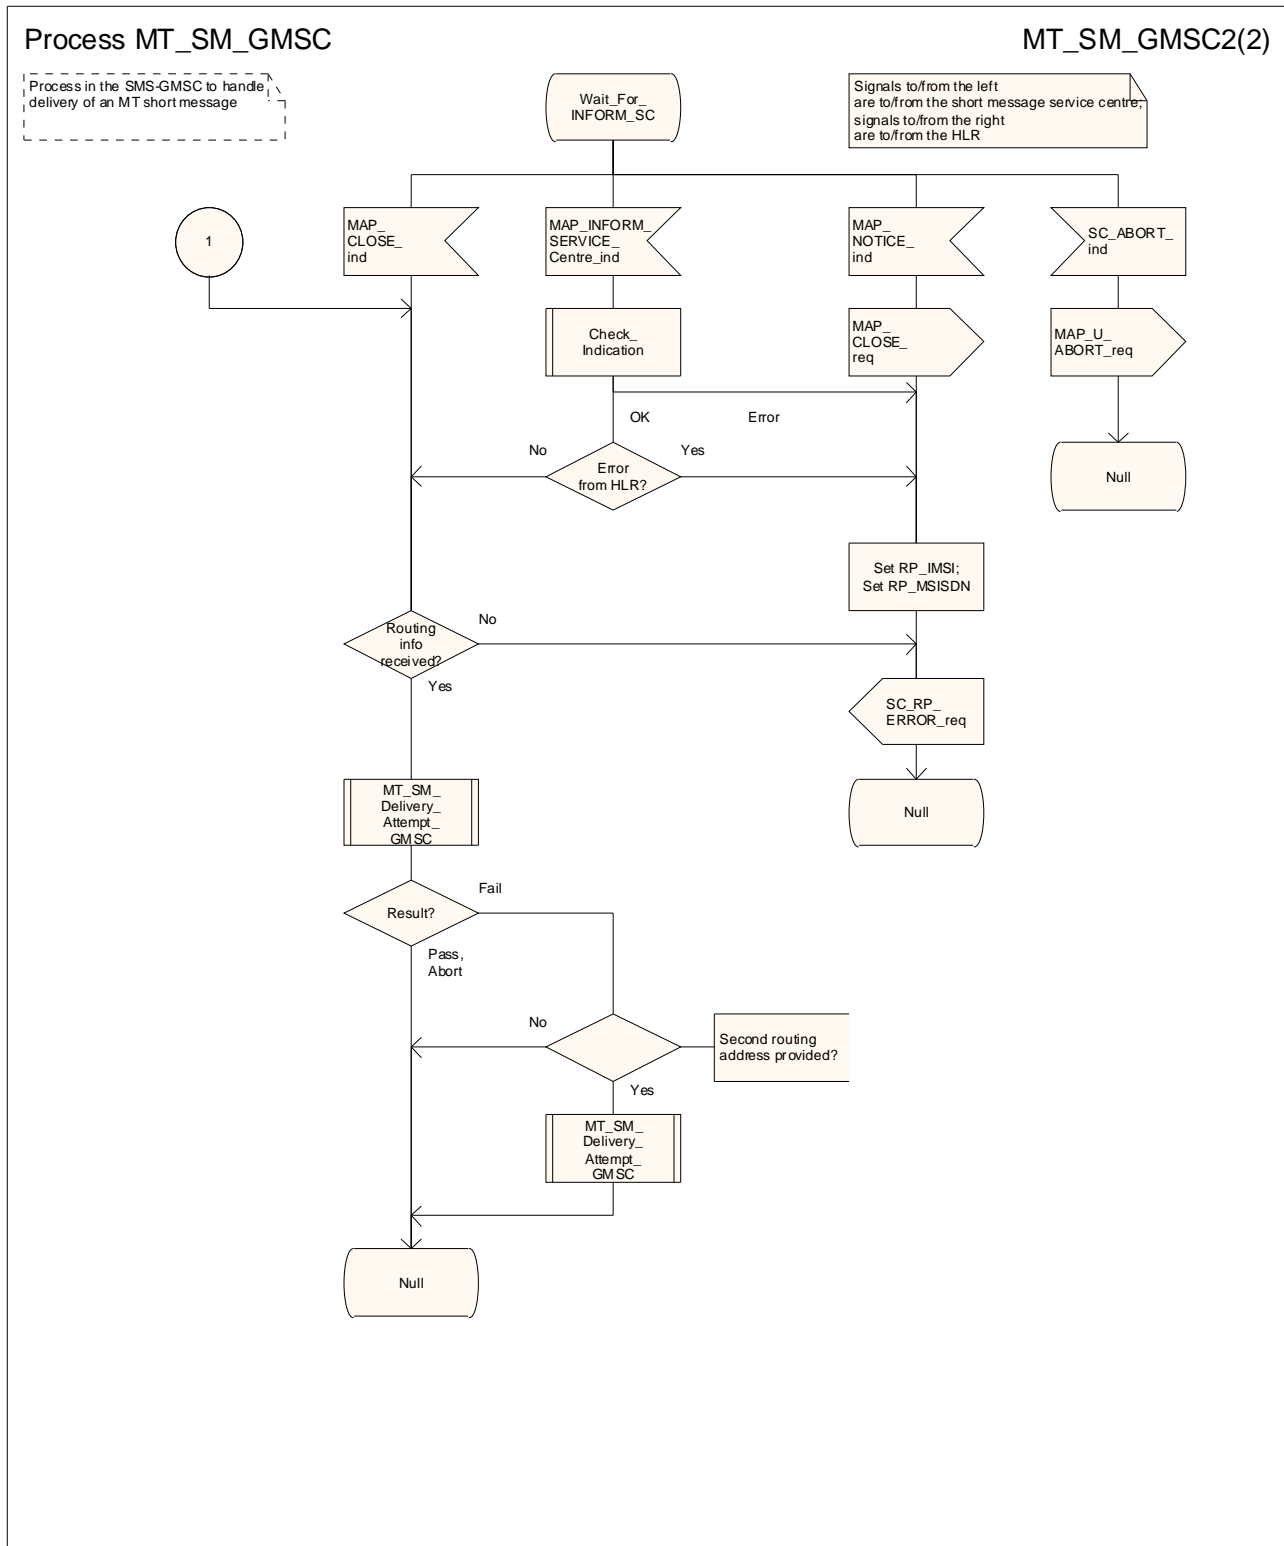 Process MT_SM_GMSC
MT_SM_GMSC2(2)
Process in the SMS-GMSC to handle
delivery of an MT short message
Wait_For_
INFORM_SC
Signals to/from the left
are to/from the short message service centre;
signals to/from the right
are to/from the HLR
1
MAP_
CLOSE_
ind
MAP_INFORM_
SERVICE_
Centre_ind
MAP_
NOTICE_
ind
SC_ABORT_
ind
Check_
Indication
MAP_
CLOSE_
req
MAP_U_
ABORT_req
OK
Error
No
Yes
Error
from HLR?
Null
Set RP_IMSI;
Set RP_MSISDN
No
Routing
info
received?
Yes
SC_RP_
ERROR_req
MT_SM_
Delivery_
Attempt_
GMSC
Null
Fail
Result?
Pass,
Abort
No
Second routing
address provided?
Yes
MT_SM_
Delivery_
Attempt_
GMSC
Null